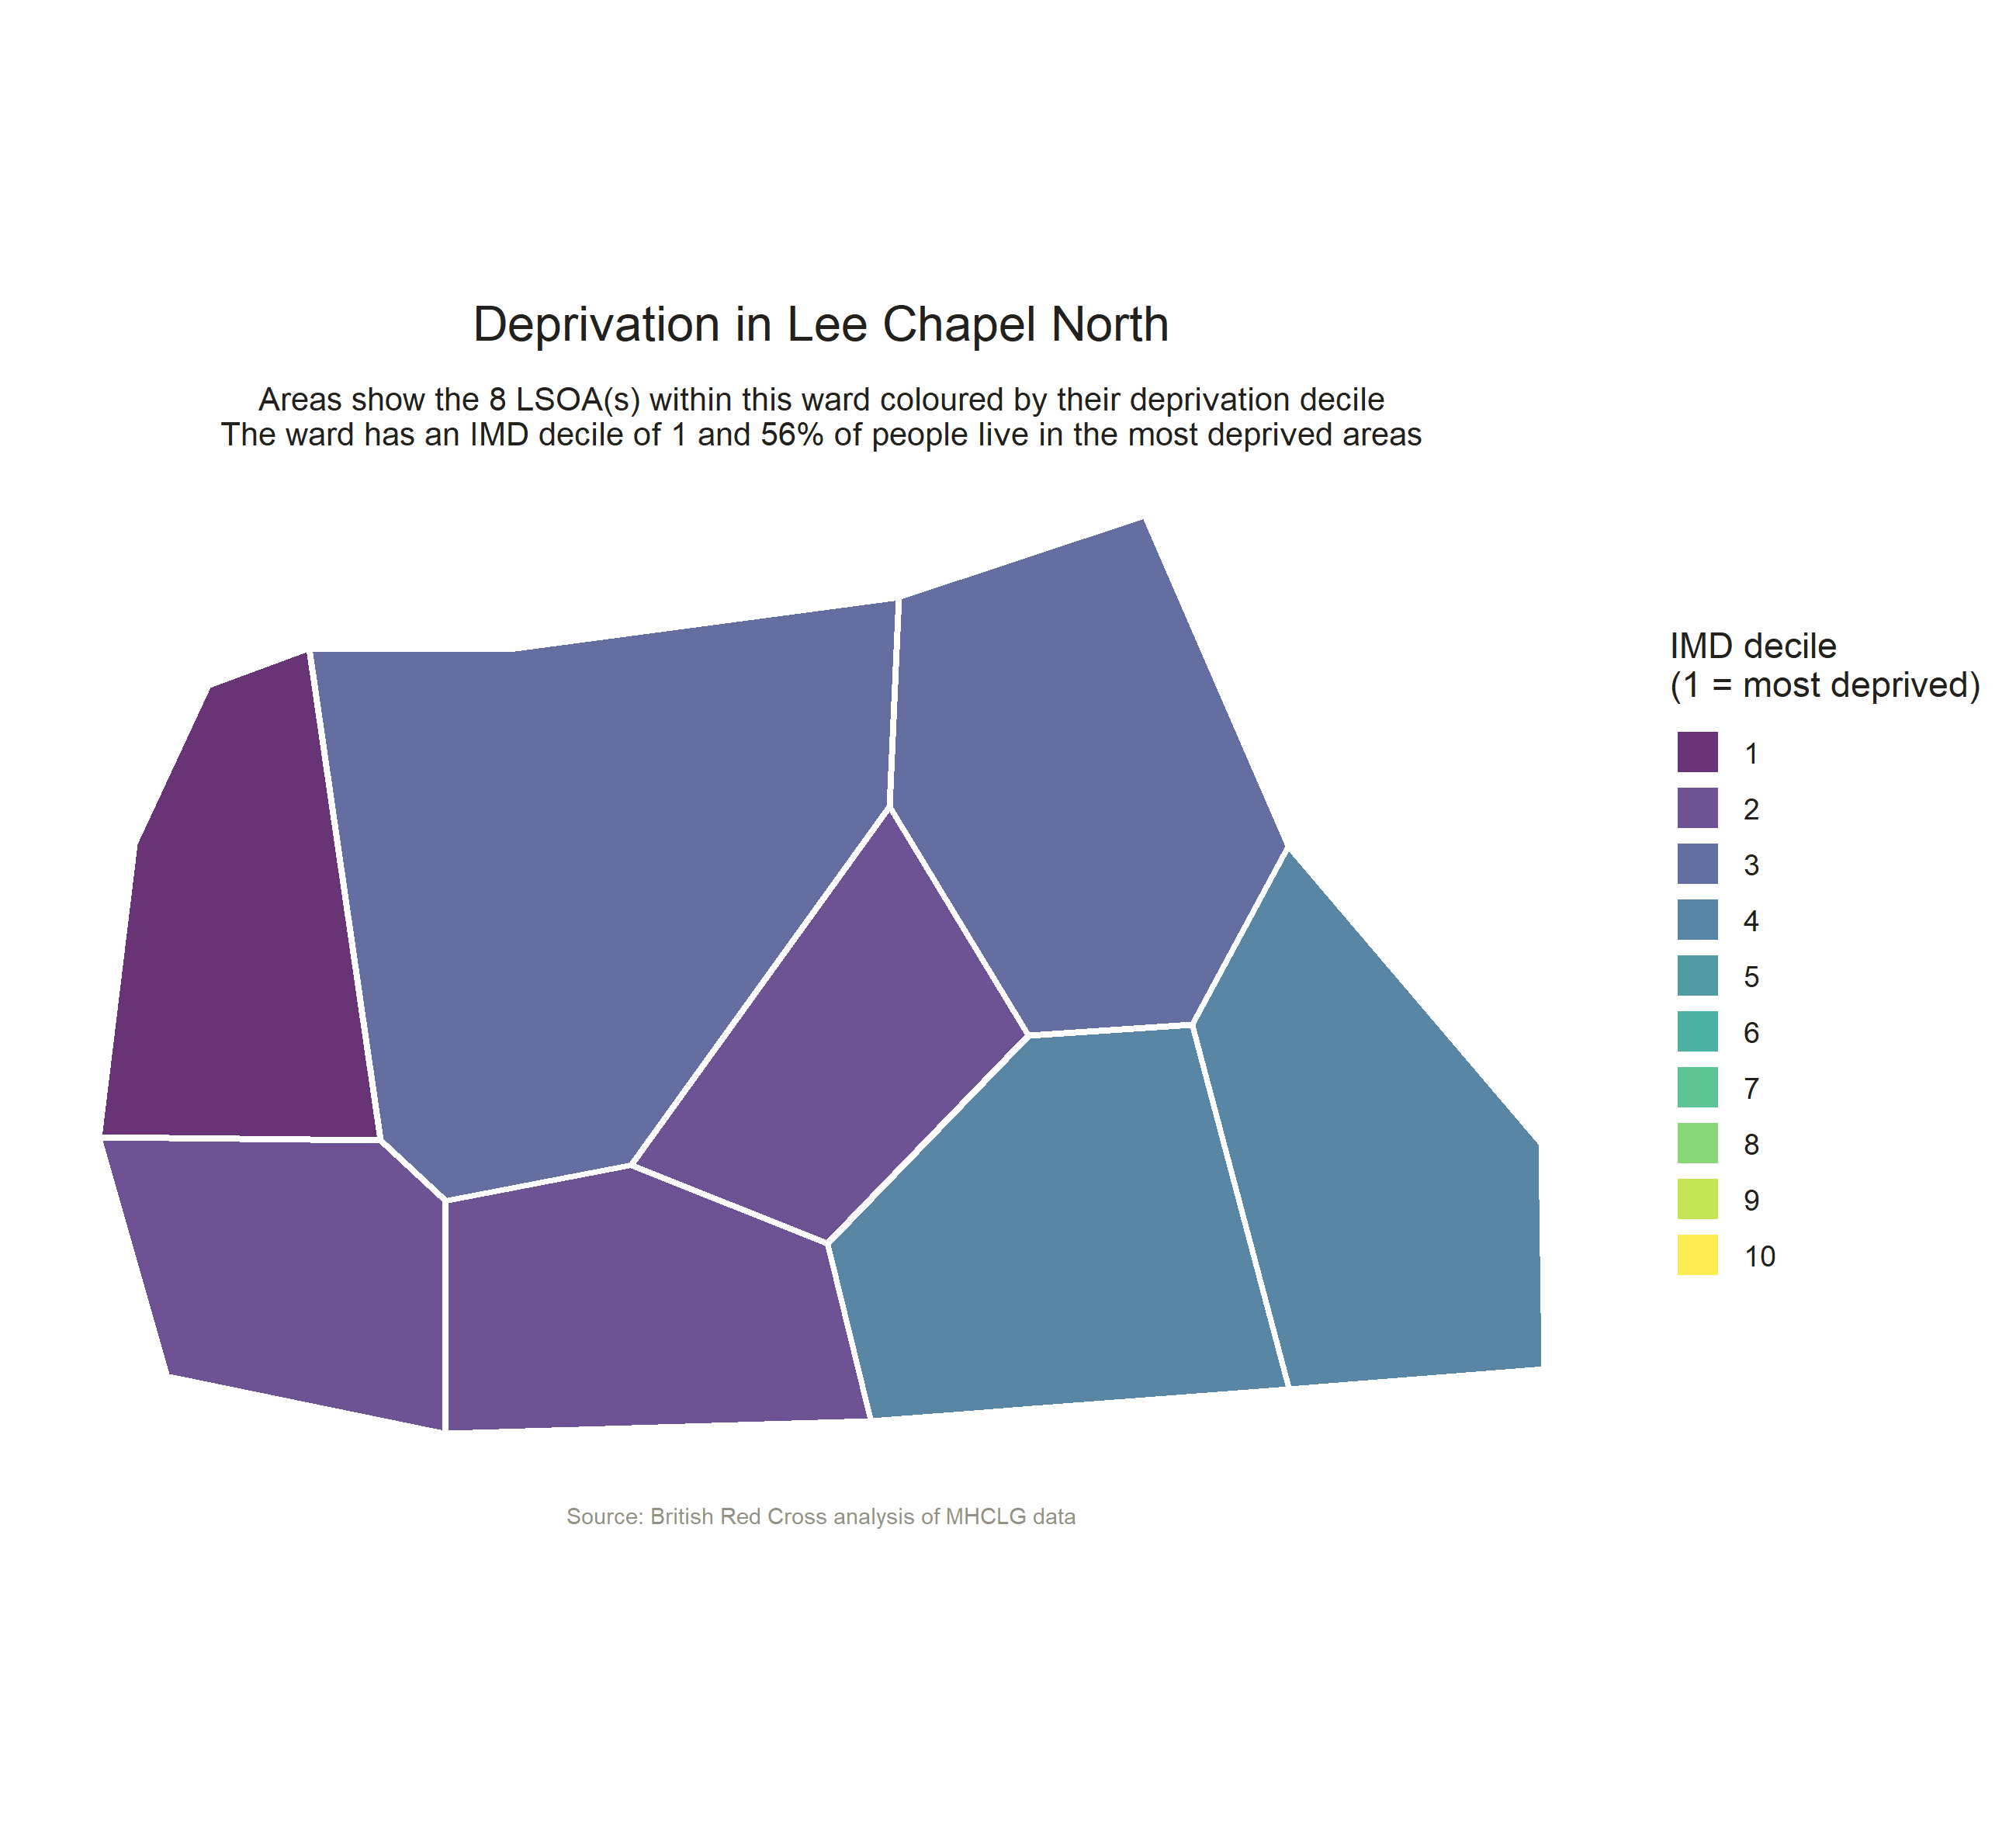 Deprivation in Lee Chapel North
Areas show the 8 LSOA(s) within this ward coloured by their deprivation decile
The ward has an IMD decile of 1 and 56% of people live in the most deprived areas
IMD decile
(1 = most deprived)
1
2
3
4
5
6
7
8
9
10
Source: British Red Cross analysis of MHCLG data